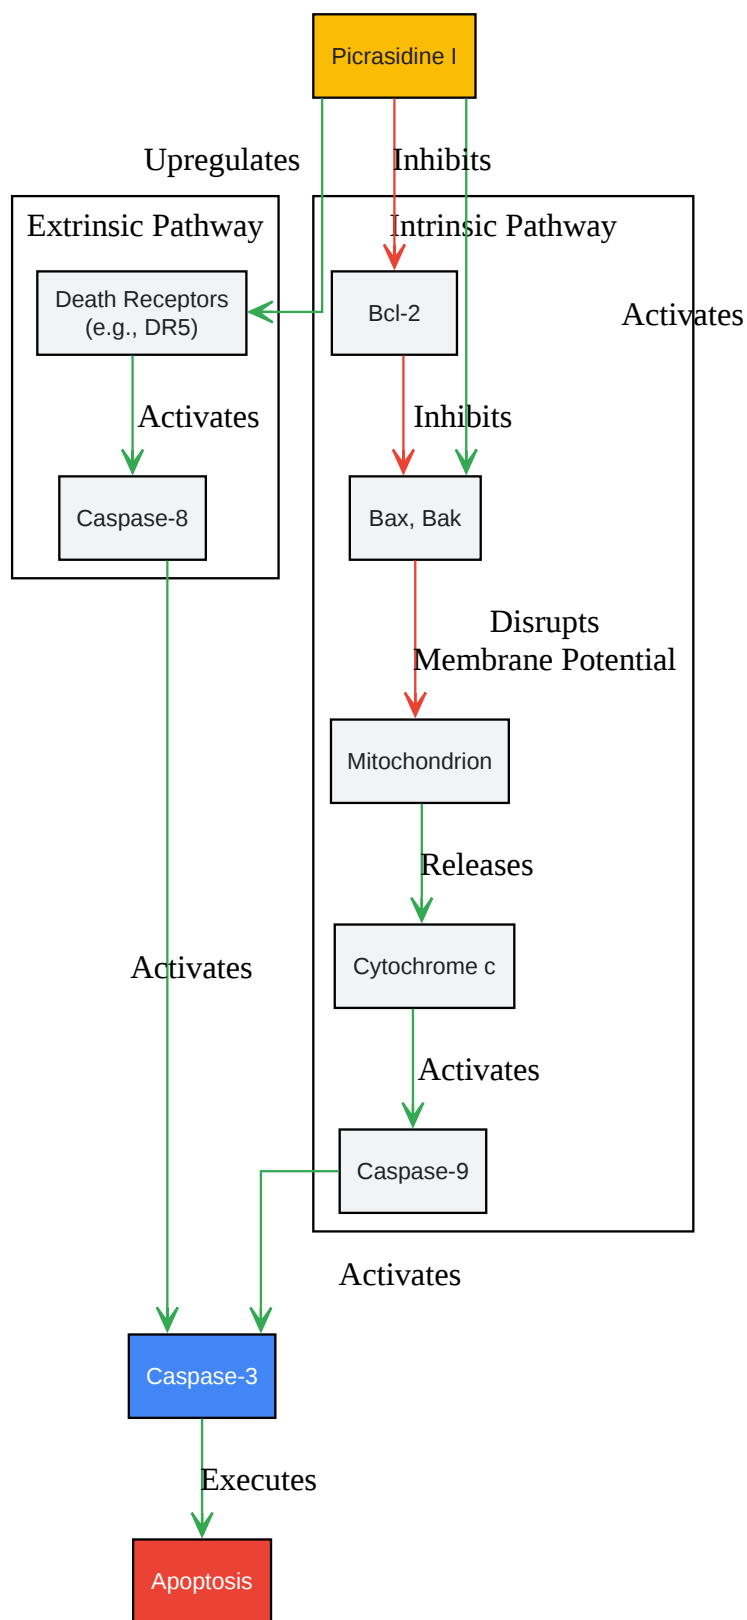 Picrasidine I
Upregulates
Inhibits
Extrinsic Pathway
Intrinsic Pathway
Death Receptors
(e.g., DR5)
Bcl-2
Activates
Activates
Inhibits
Caspase-8
Bax, Bak
Disrupts
Membrane Potential
Mitochondrion
Releases
Cytochrome c
Activates
Activates
Caspase-9
Activates
Caspase-3
Executes
Apoptosis